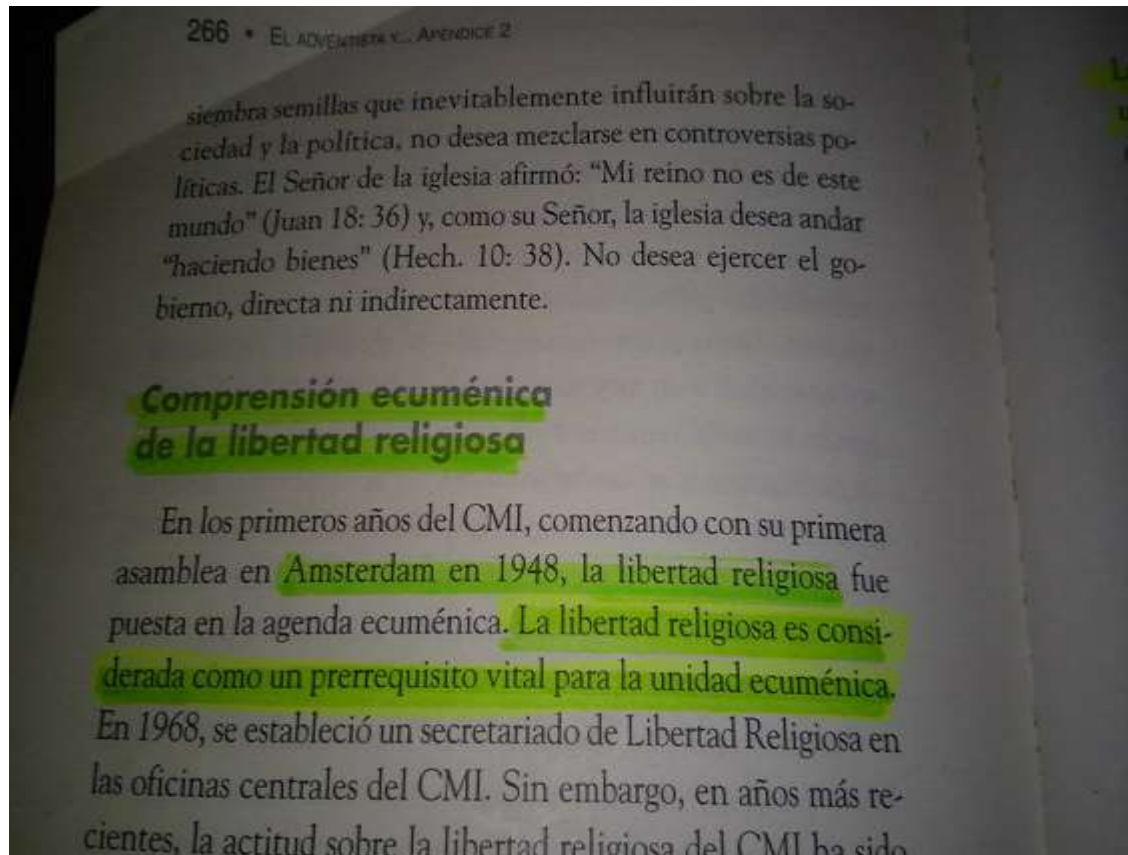 266 • EL ADVENTISTA Y... APENDICE 2
siembra semillas que inevitablemente influirán sobre la so-
ciedad y la política, no desea mezclarse en controversias po-
líticas. El Señor de la iglesia afirmó: “Mi reino no es de este
mundo” (Juan 18: 36) y, como su Señor, la iglesia desea andar
“haciendo bienes” (Hech. 10: 38). No desea ejercer el go-
bierno, directa ni indirectamente.
Comprensión ecuménica
de la libertad religiosa
En los primeros años del CMI, comenzando con su primera
asamblea en Amsterdam en 1948, la libertad religiosa fue
puesta en la agenda ecuménica. La libertad religiosa es consi-
derada como un prerrequisito vital para la unidad ecuménica.
En 1968, se estableció un secretariado de Libertad Religiosa en
las oficinas centrales del CMI. Sin embargo, en años más re-
cientes, la actitud sobre la libertad religiosa del CMI ha sido